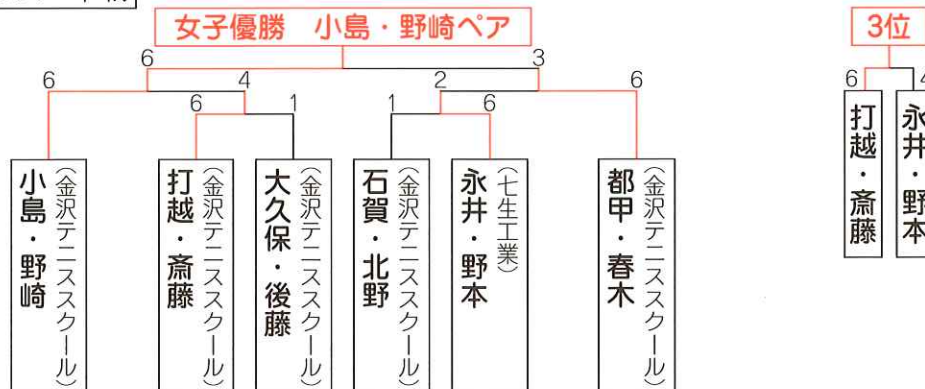 女子優勝 小島・野崎ペア
6
3
6
4
2
6
6
1
1
6
小島・野崎
(金沢テニススクール)
打越・斎藤
(金沢テニススクール)
大久保・後藤
(金沢テニススクール)
石賀・北野
(金沢テニススクール)
永井・野本
(七生工業)
都甲・春木
(金沢テニススクール)
3位
6
4
打越・斎藤
永井・野本